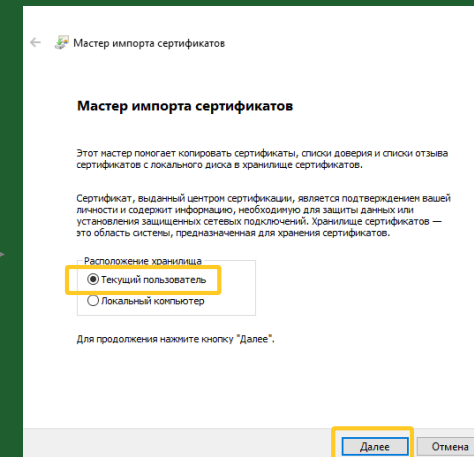 Мастер импорта сертификатов
Мастер импорта сертификатов
Этот мастер помогает копировать сертификаты, списки доверия и списки отзыва
сертификатов с локального диска в хранилище сертификатов.
Сертификат, выданный центром сертификации, является подтверждением вашей
личности и содержит информацию, необходимую для защиты данных или
установления защищенных сетевых подключений. Хранилище сертификатов —
это область системы, предназначенная для хранения сертификатов.
Расположение хранилища
Текущий пользователь
Локальный компьютер
Для продолжения нажмите кнопку "Далее".
Далее Отмена